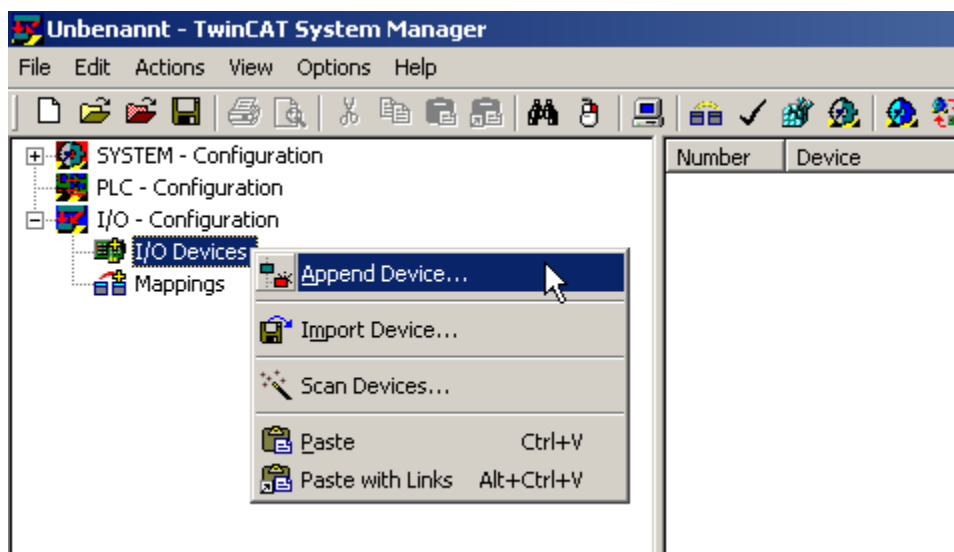 Unbenannt - TwinCAT System Manager
File Edit Actions View Options Help
SYSTEM - Configuration
PLC - Configuration
I/O - Configuration
I/O Devices
Mappings
Number Device
Append Device...
Import Device...
Scan Devices...
Paste Ctrl+V
Paste with Links Alt+Ctrl+V